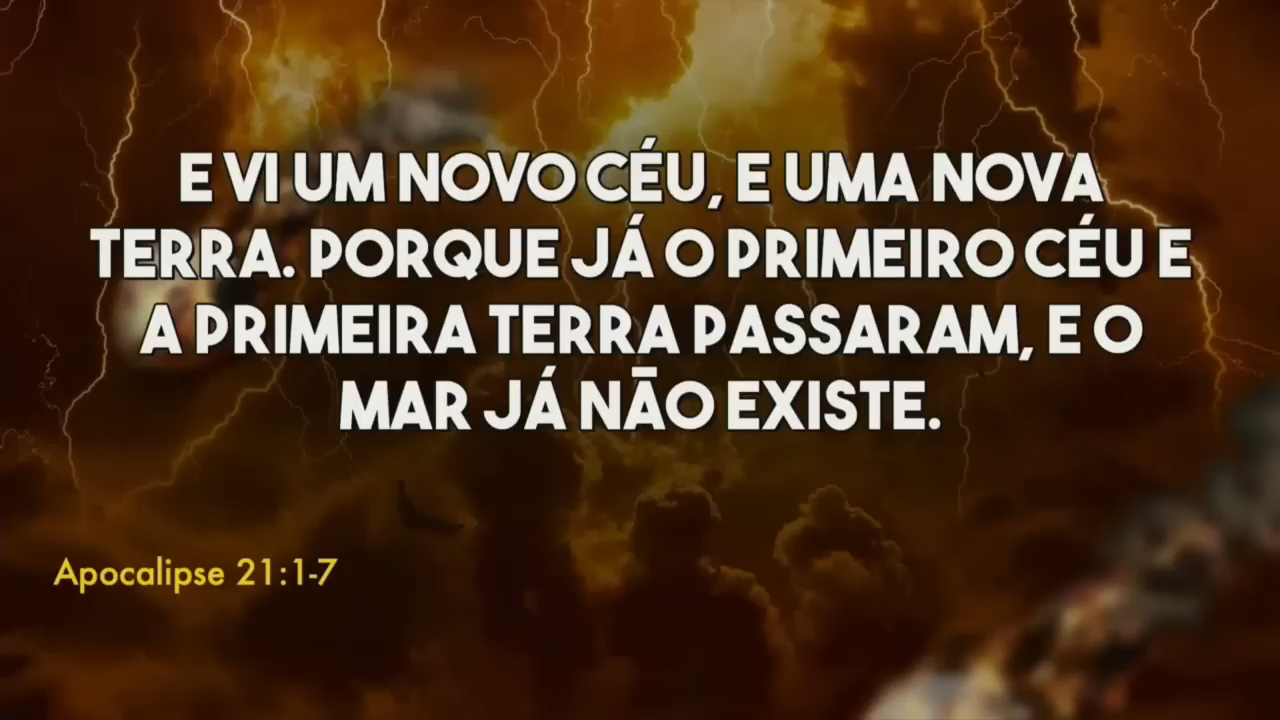 E VI UM NOVO CÉU, E UMA NOVA
TERRA. PORQUE JÁ O PRIMEIRO CÉU E
A PRIMEIRA TERRA PASSARAM, E O
MAR JÁ NÃO EXISTE.
Apocalipse 21:1-7